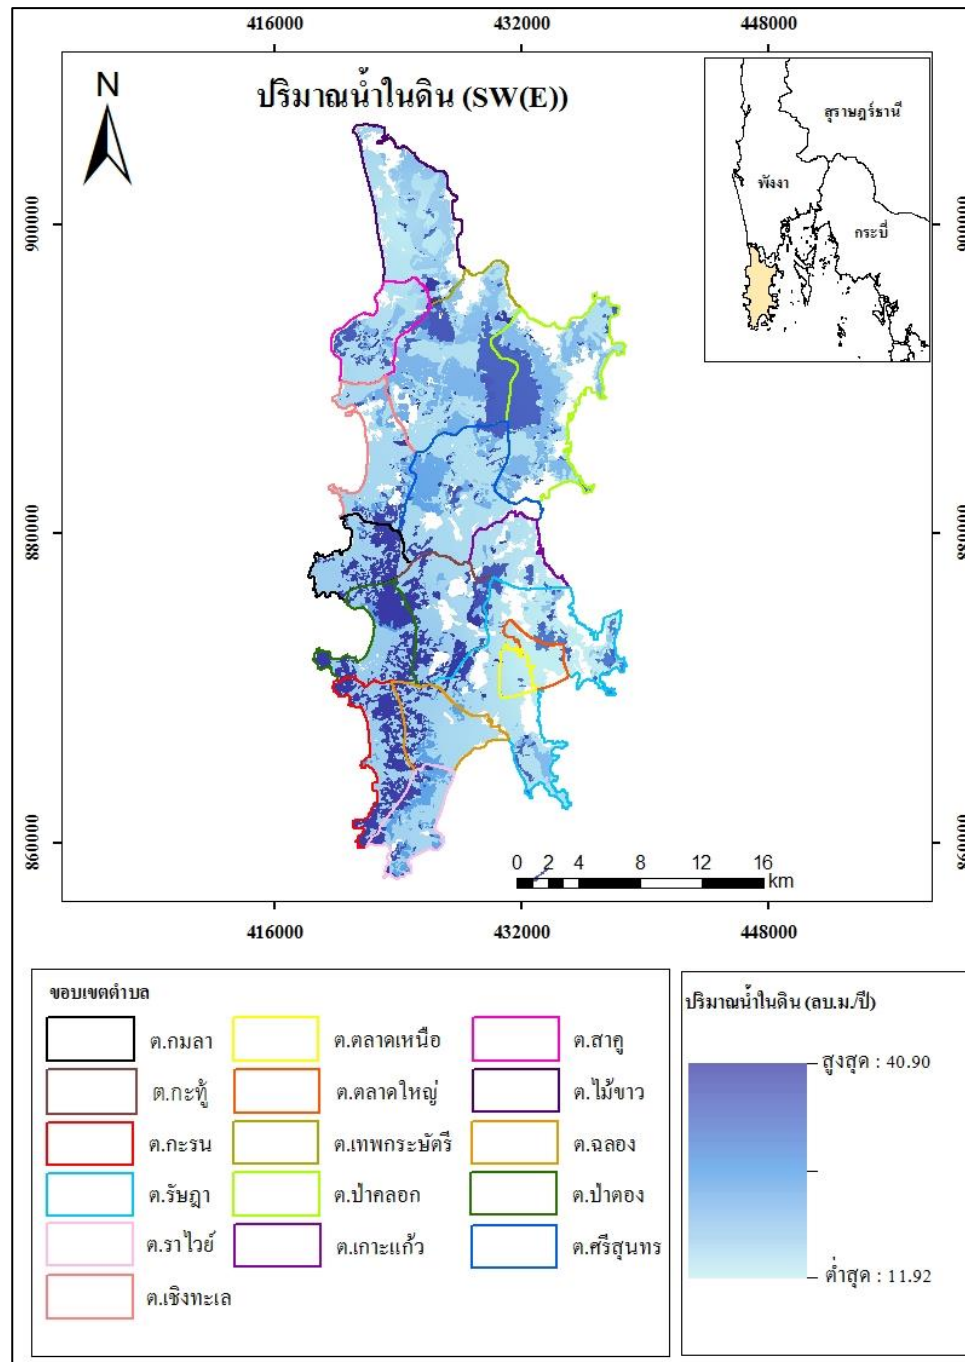 416000 432000 448000
N
ปริมาณน้ำในดิน (SW(E))
สุราษฎร์ธานี
พังงา
กระบี่
900000 900000
880000 880000
860000 860000
0 2 4 8 12 16
km
416000 432000 448000
ขอบเขตตำบล
ต.กมลา ต.ตลาดเหนือ ต.สาคู
ต.กะทู้ ต.ตลาดใหญ่ ต.ไม้ขาว
ต.กะรน ต.เทพกระษัตรี ต.ฉลอง
ต.รัษฎา ต.ป่าคลอก ต.ป่าตอง
ต.ราไวย์ ต.เกาะแก้ว ต.ศรีสุนทร
ต.เชิงทะเล
ปริมาณน้ำในดิน (ลบ.ม./ปี)
สูงสุด : 40.90
ต่ำสุด : 11.92